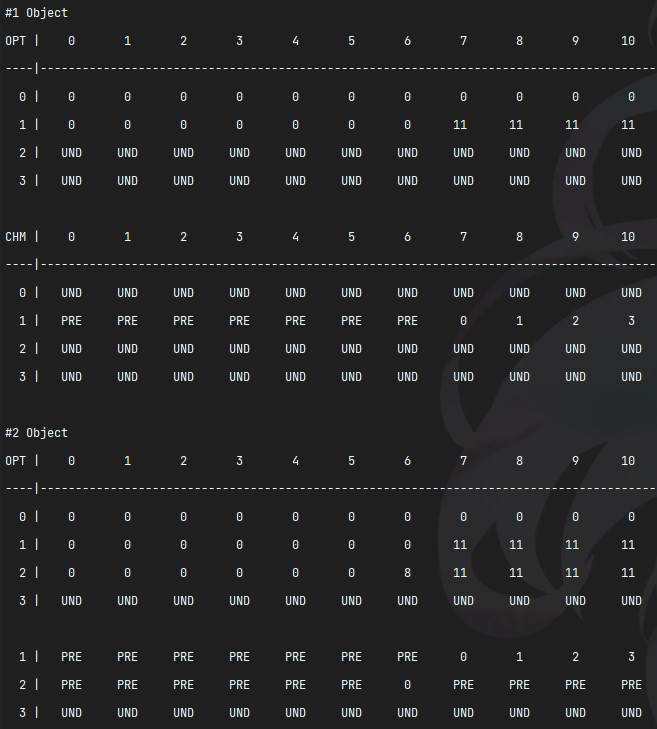 #1 Object
OPT |    0       1       2       3       4       5       6       7       8       9      10
----|----------------------------------------------------------------------------------------
  0 |    0       0       0       0       0       0       0       0       0       0       0
  1 |    0       0       0       0       0       0       0      11      11      11      11
  2 |   UND     UND     UND     UND     UND     UND     UND     UND     UND     UND     UND
  3 |   UND     UND     UND     UND     UND     UND     UND     UND     UND     UND     UND
CHM |    0       1       2       3       4       5       6       7       8       9      10
----|----------------------------------------------------------------------------------------
  0 |   UND     UND     UND     UND     UND     UND     UND     UND     UND     UND     UND
  1 |   PRE     PRE     PRE     PRE     PRE     PRE     PRE      0       1       2       3
  2 |   UND     UND     UND     UND     UND     UND     UND     UND     UND     UND     UND
  3 |   UND     UND     UND     UND     UND     UND     UND     UND     UND     UND     UND
#2 Object
OPT |    0       1       2       3       4       5       6       7       8       9      10
----|----------------------------------------------------------------------------------------
  0 |    0       0       0       0       0       0       0       0       0       0       0
  1 |    0       0       0       0       0       0       0      11      11      11      11
  2 |    0       0       0       0       0       0       8      11      11      11      11
  3 |   UND     UND     UND     UND     UND     UND     UND     UND     UND     UND     UND
  1 |   PRE     PRE     PRE     PRE     PRE     PRE     PRE      0       1       2       3
  2 |   PRE     PRE     PRE     PRE     PRE     PRE      0      PRE     PRE     PRE     PRE
  3 |   UND     UND     UND     UND     UND     UND     UND     UND     UND     UND     UND